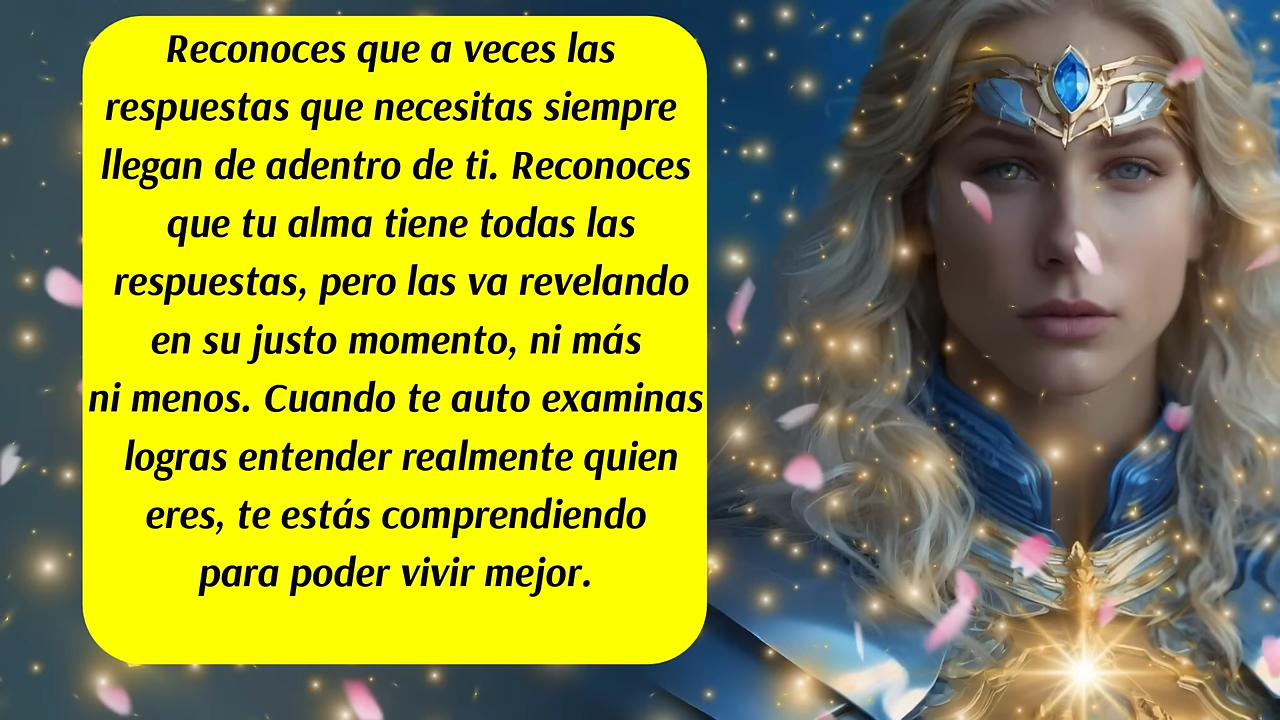 Reconoces que a veces las
respuestas que necesitas siempre
llegan de adentro de ti. Reconoces
que tu alma tiene todas las
respuestas, pero las va revelando
en su justo momento, ni más
ni menos. Cuando te auto examinas
logras entender realmente quien
eres, te estás comprendiendo
para poder vivir mejor.